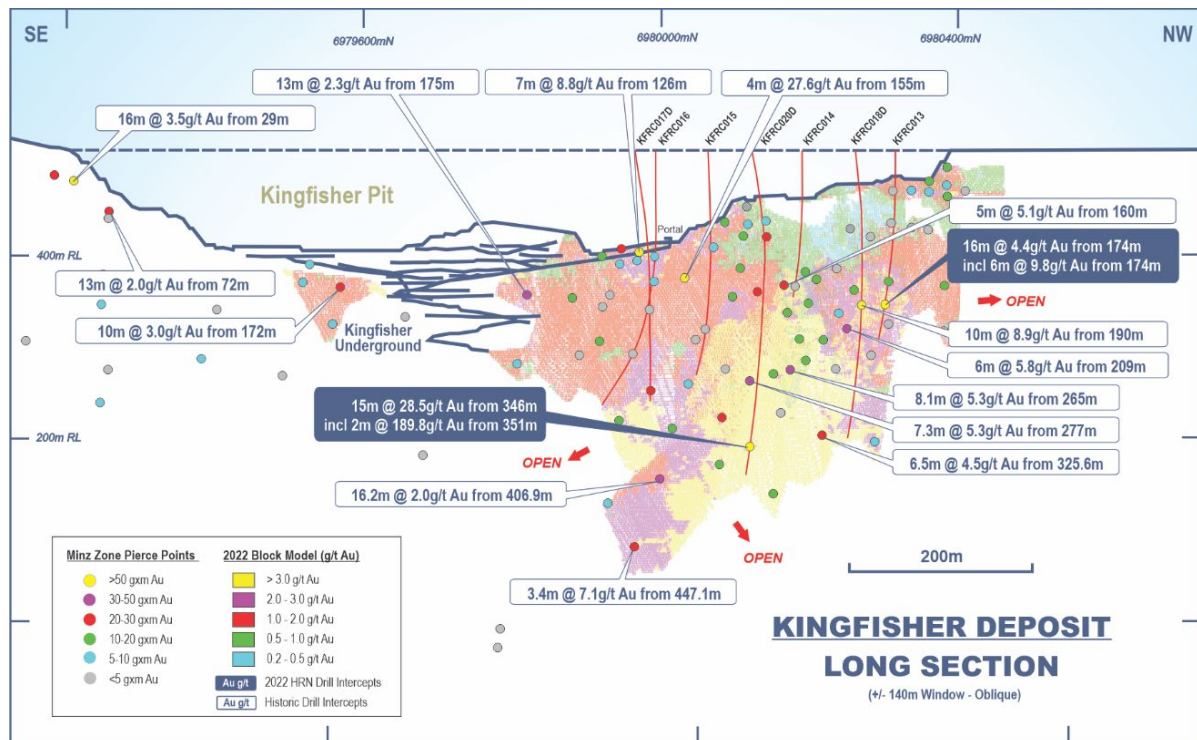 SE
NW
6979600mN
6980000mN
6980400mN
13m @ 2.3g/t Au from 175m
7m @ 8.8g/t Au from 126m
4m @ 27.6g/t Au from 155m
16m @ 3.5g/t Au from 29m
KFRC017D
KFRC016
KFRC015
KFRC020D
KFRC014
KFRC018D
KFRC013
Kingfisher Pit
Portal
5m @ 5.1g/t Au from 160m
16m @ 4.4g/t Au from 174m
incl 6m @ 9.8g/t Au from 174m
400m RL
13m @ 2.0g/t Au from 72m
OPEN
10m @ 3.0g/t Au from 172m
Kingfisher
Underground
10m @ 8.9g/t Au from 190m
6m @ 5.8g/t Au from 209m
15m @ 28.5g/t Au from 346m
incl 2m @ 189.8g/t Au from 351m
8.1m @ 5.3g/t Au from 265m
7.3m @ 5.3g/t Au from 277m
200m RL
OPEN
6.5m @ 4.5g/t Au from 325.6m
16.2m @ 2.0g/t Au from 406.9m
OPEN
200m
3.4m @ 7.1g/t Au from 447.1m
Minz Zone Pierce Points
>50 gxm Au
30-50 gxm Au
20-30 gxm Au
10-20 gxm Au
5-10 gxm Au
<5 gxm Au
2022 Block Model (g/t Au)
> 3.0 g/t Au
2.0 - 3.0 g/t Au
1.0 - 2.0 g/t Au
0.5 - 1.0 g/t Au
0.2 - 0.5 g/t Au
Au g/t 2022 HRN Drill Intercepts
Au g/t Historic Drill Intercepts
KINGFISHER DEPOSIT
LONG SECTION
(+/- 140m Window - Oblique)